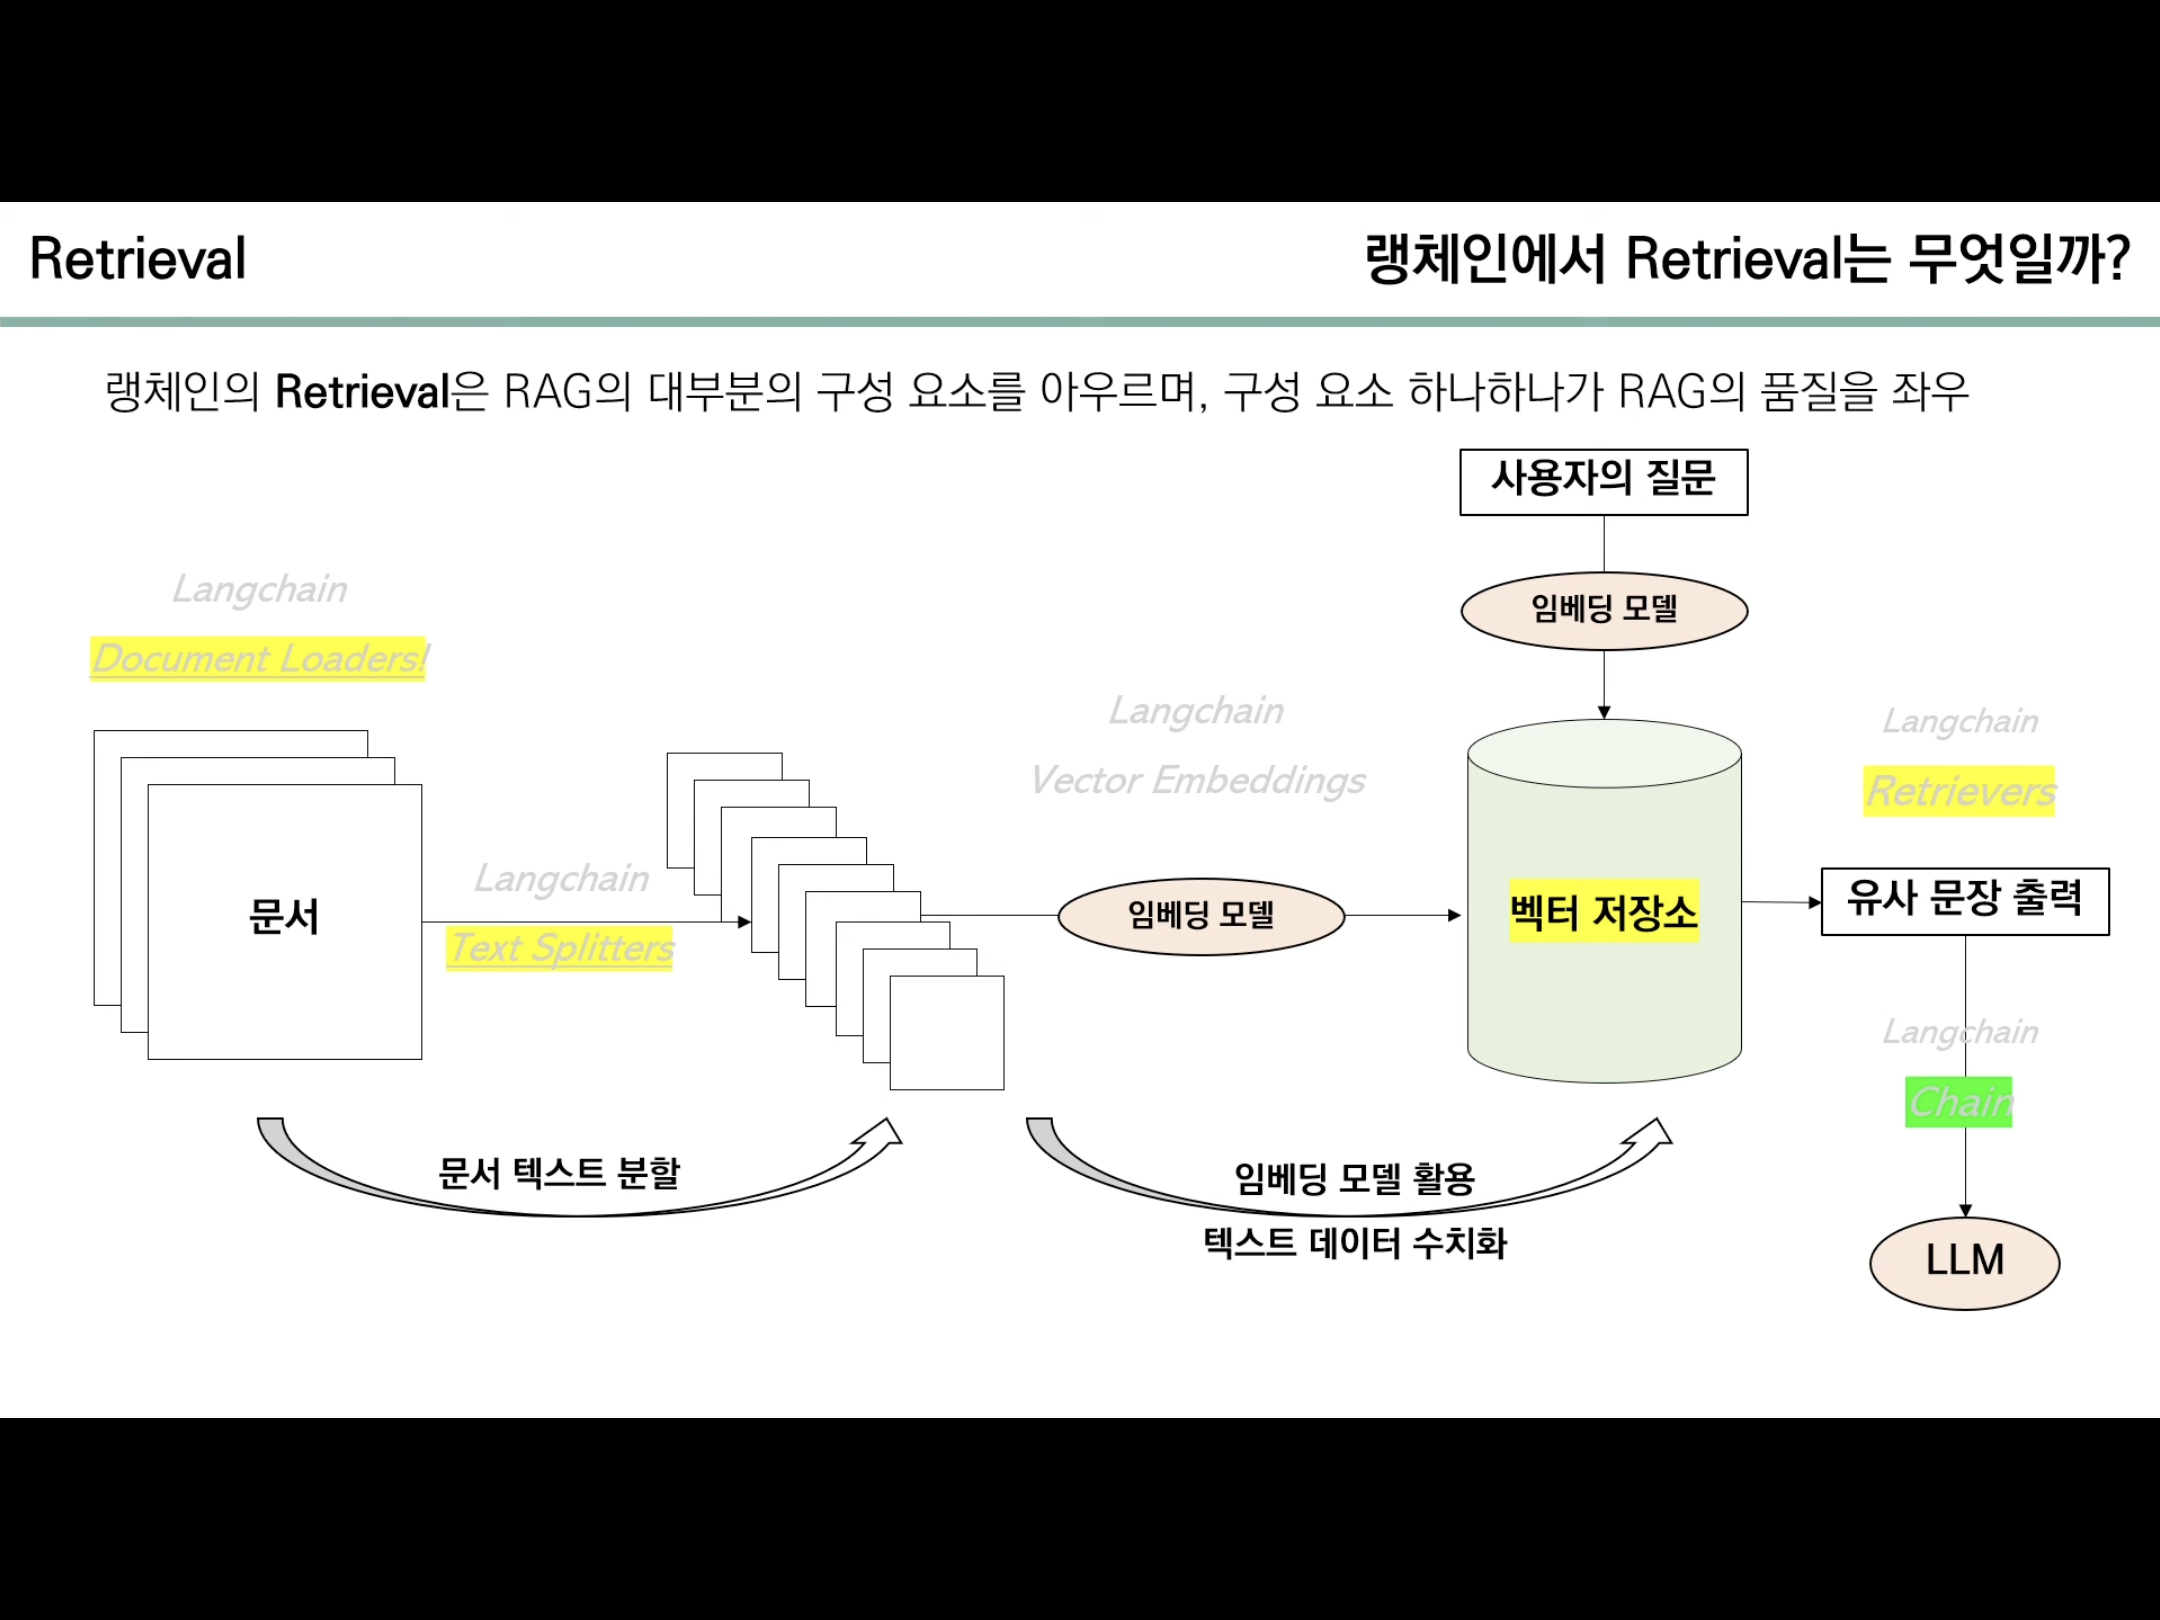 Retrieval
랭체인에서 Retrieval는 무엇일까?
랭체인의 Retrieval은 RAG의 대부분의 구성 요소를 아우르며, 구성 요소 하나하나가 RAG의 품질을 좌우
사용자의 질문
임베딩 모델
Langchain
Document Loaders!
문서
Langchain
Text Splitters
Langchain
Vector Embeddings
임베딩 모델
벡터 저장소
Langchain
Retrievers
유사 문장 출력
Langchain
Chain
LLM
문서 텍스트 분할
임베딩 모델 활용
텍스트 데이터 수치화